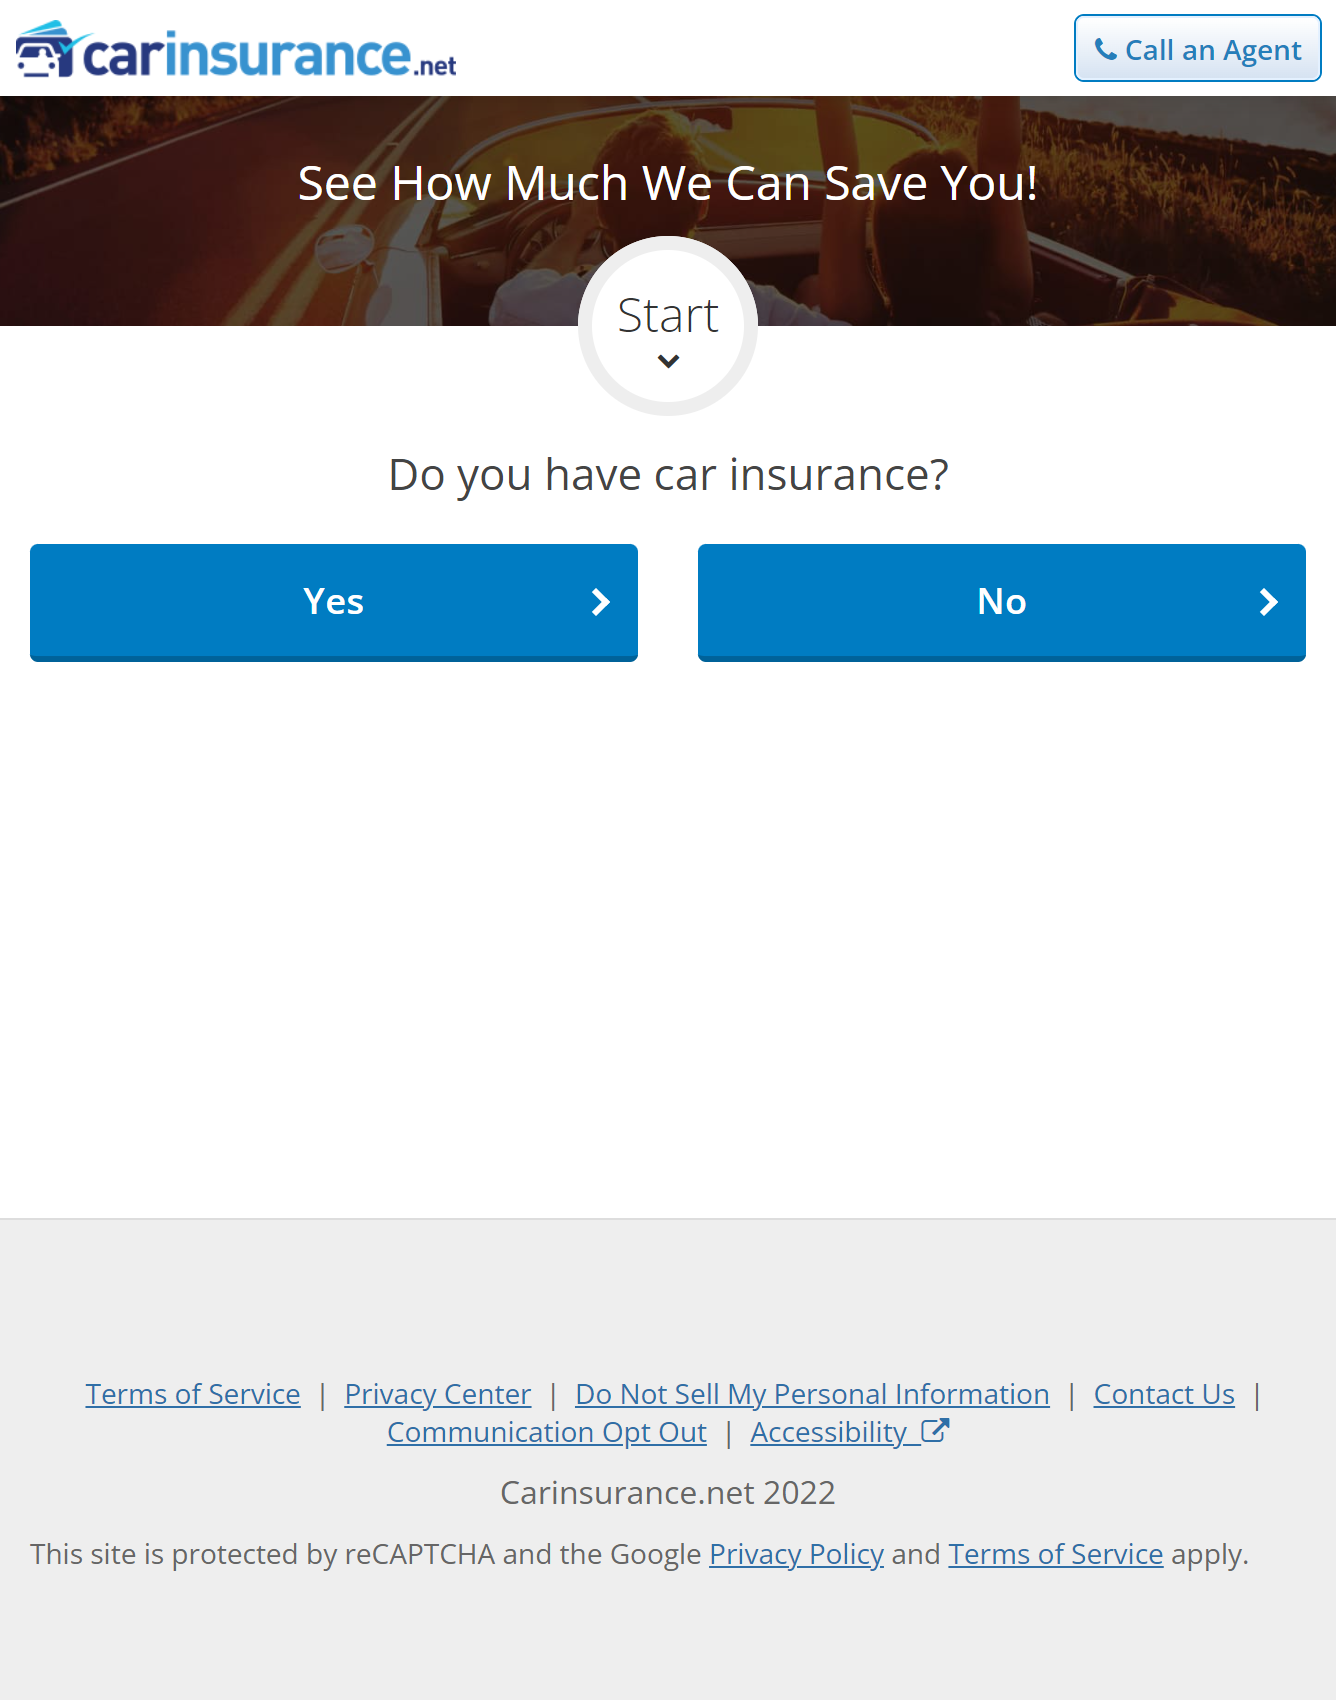 carinsurance.net
Call an Agent
See How Much We Can Save You!
Start
Do you have car insurance?
Yes
No
Terms of Service | Privacy Center | Do Not Sell My Personal Information | Contact Us |
Communication Opt Out | Accessibility
Carinsurance.net 2022
This site is protected by reCAPTCHA and the Google Privacy Policy and Terms of Service apply.